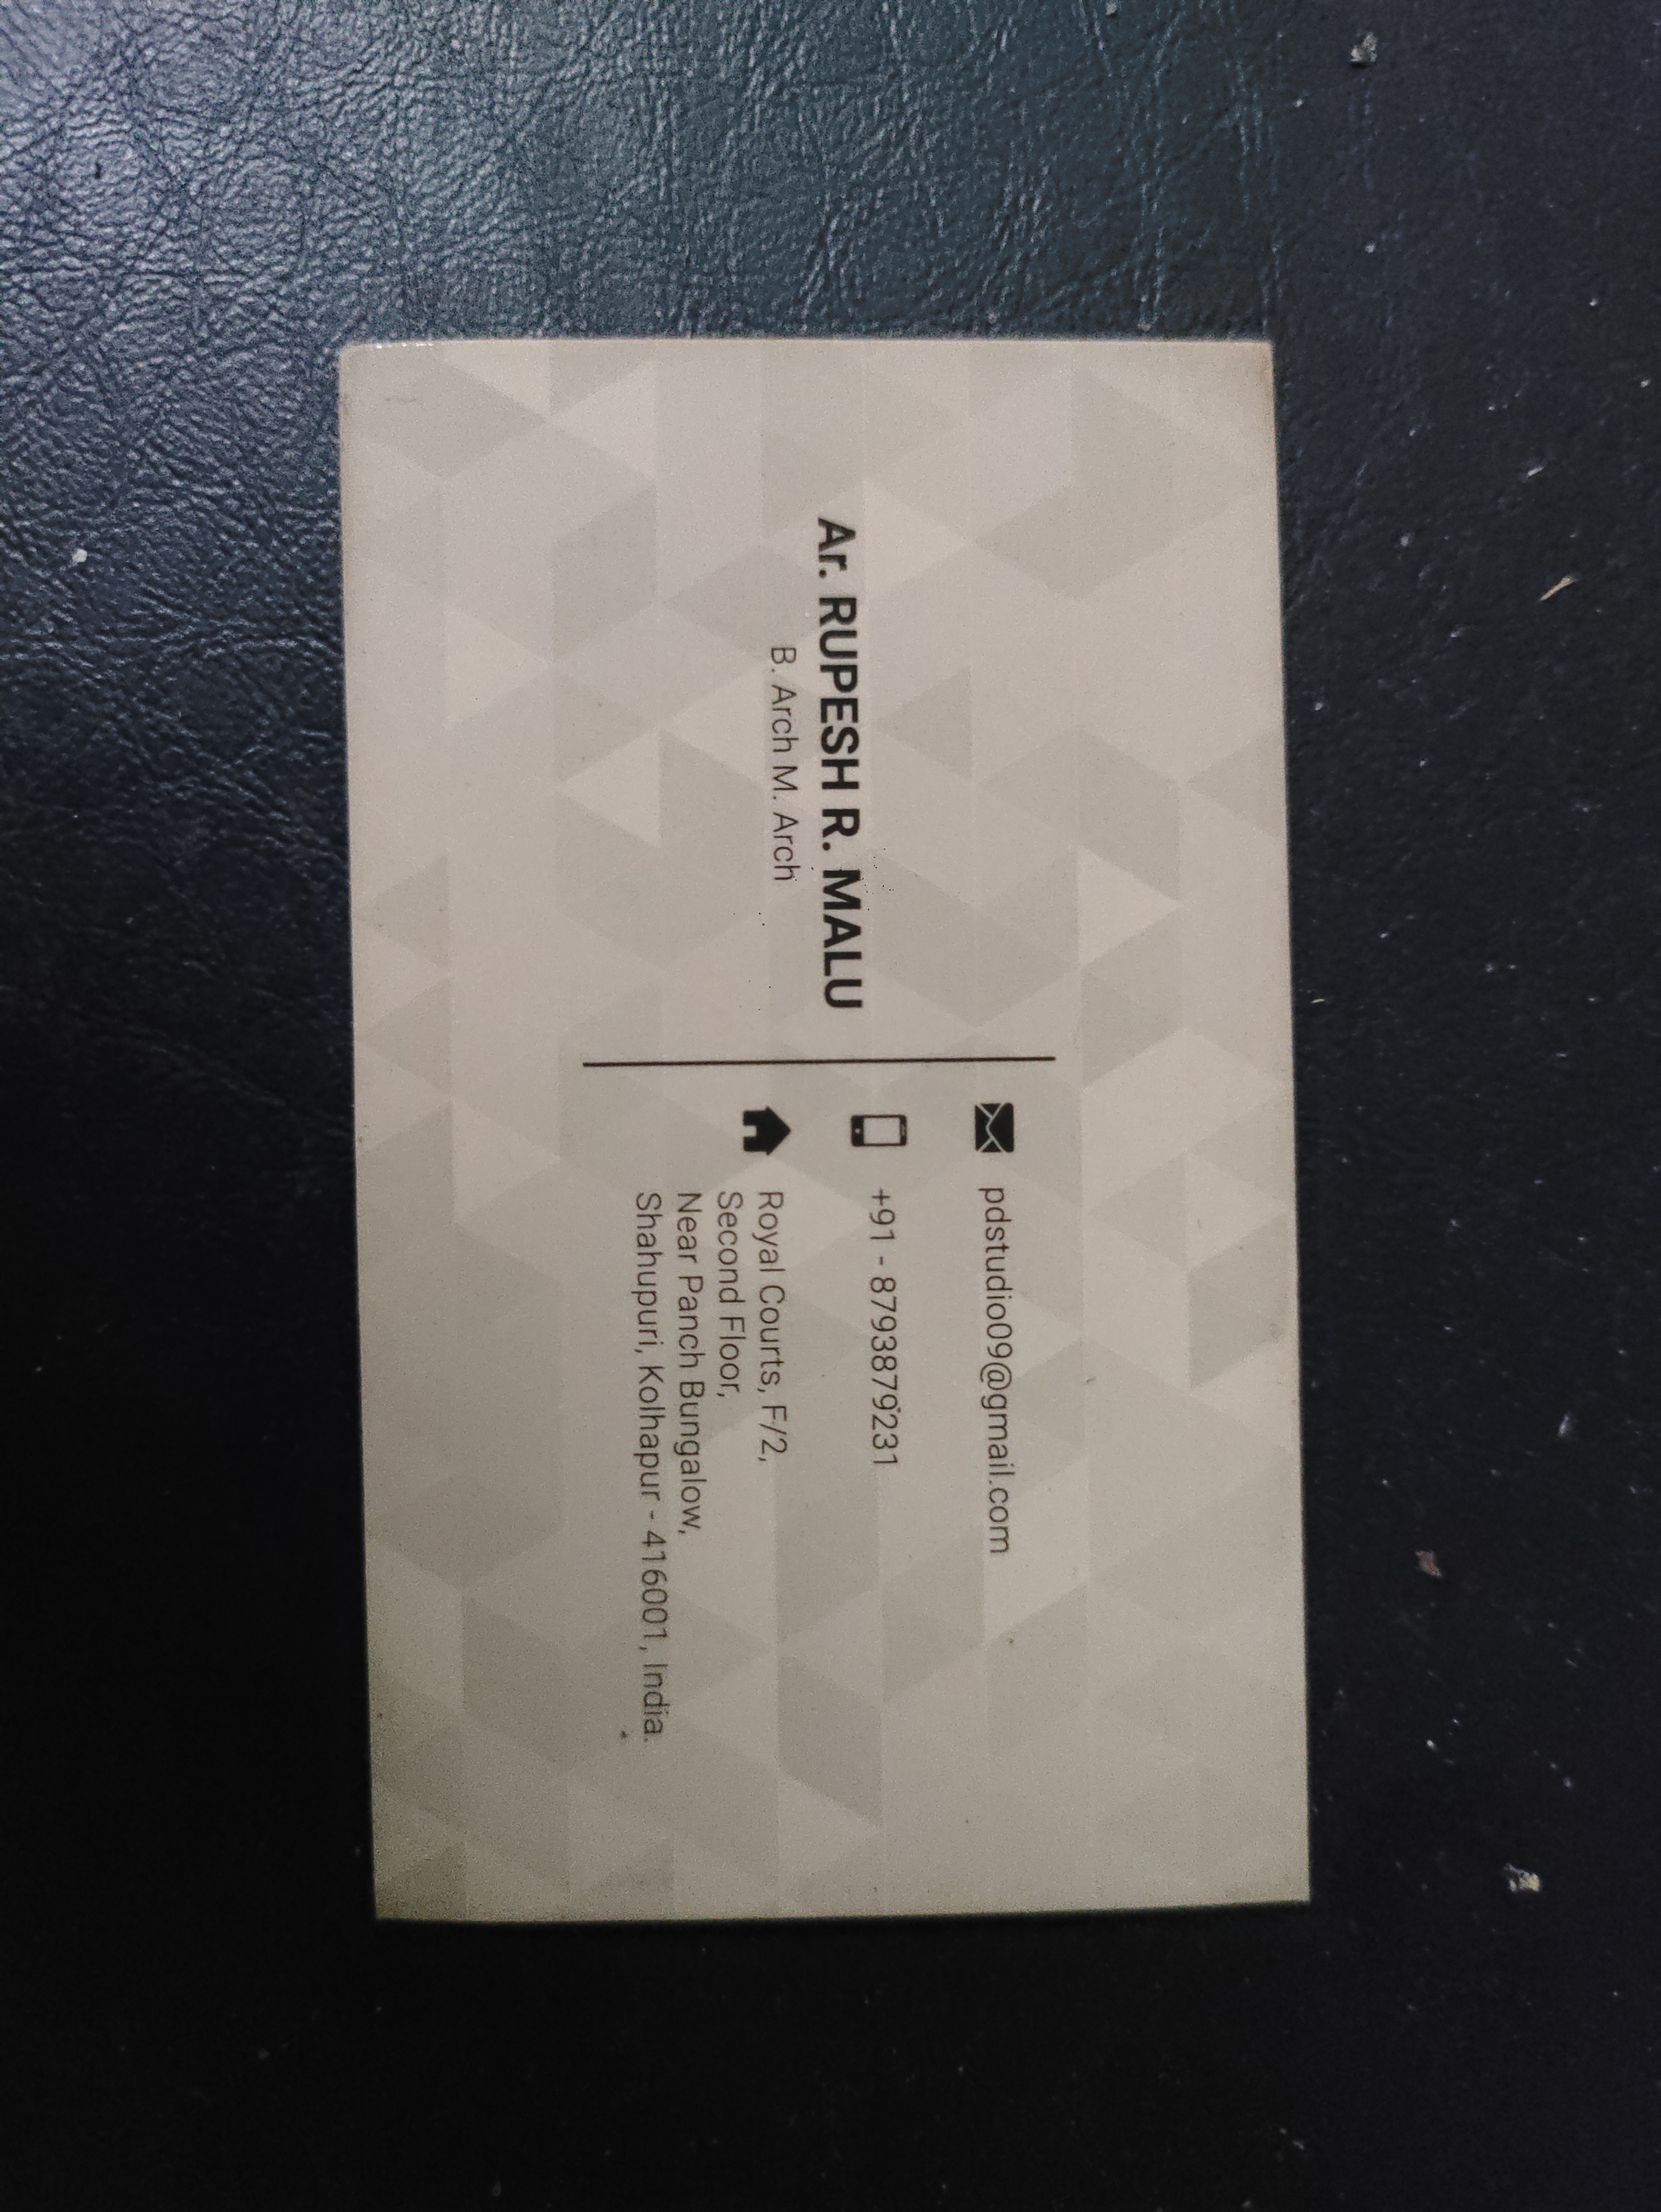 Ar. RUPESH R. MALU
B. Arch M. Arch
pdstudio09@gmail.com
+91 - 8793879231
Royal Courts, F/2,
Second Floor,
Near Panch Bungalow,
Shahupuri, Kolhapur - 416001, India.